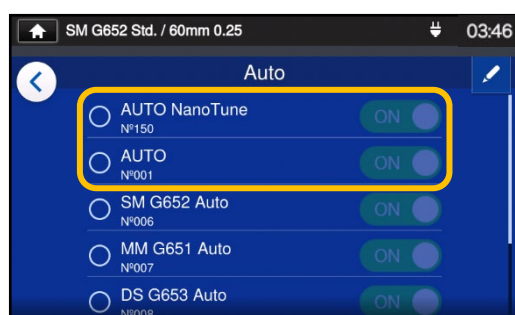 SM G652 Std. / 60mm 0.25
03:46
Auto
AUTO NanoTune
Nº150
ON
AUTO
Nº001
ON
SM G652 Auto
Nº006
ON
MM G651 Auto
Nº007
ON
DS G653 Auto
Nº008
ON